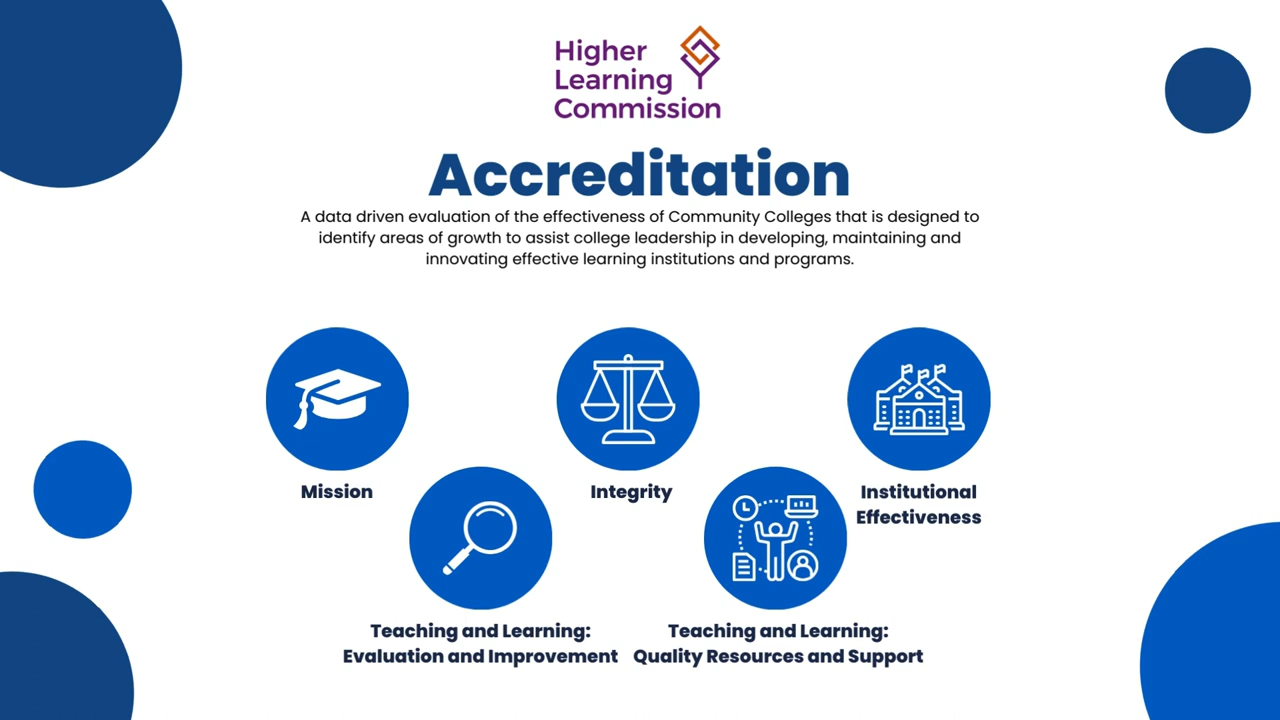 Higher
Learning
Commission
Accreditation
A data driven evaluation of the effectiveness of Community Colleges that is designed to
identify areas of growth to assist college leadership in developing, maintaining and
innovating effective learning institutions and programs.
Mission
Integrity
Institutional
Effectiveness
Teaching and Learning:
Evaluation and Improvement
Teaching and Learning:
Quality Resources and Support